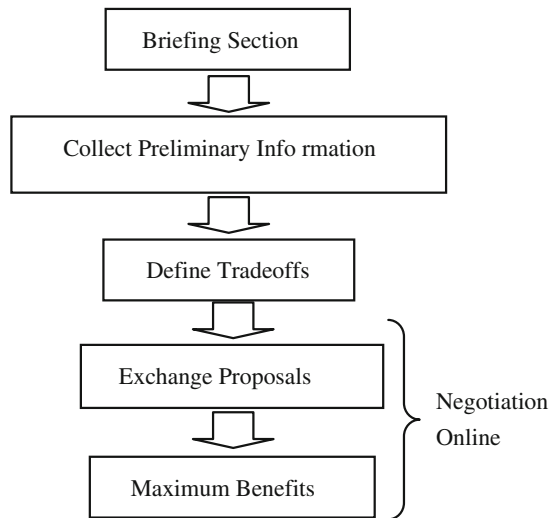 Briefing Section
Collect Preliminary Info rmation
Define Tradeoffs
Exchange Proposals
Negotiation
Online
Maximum Benefits